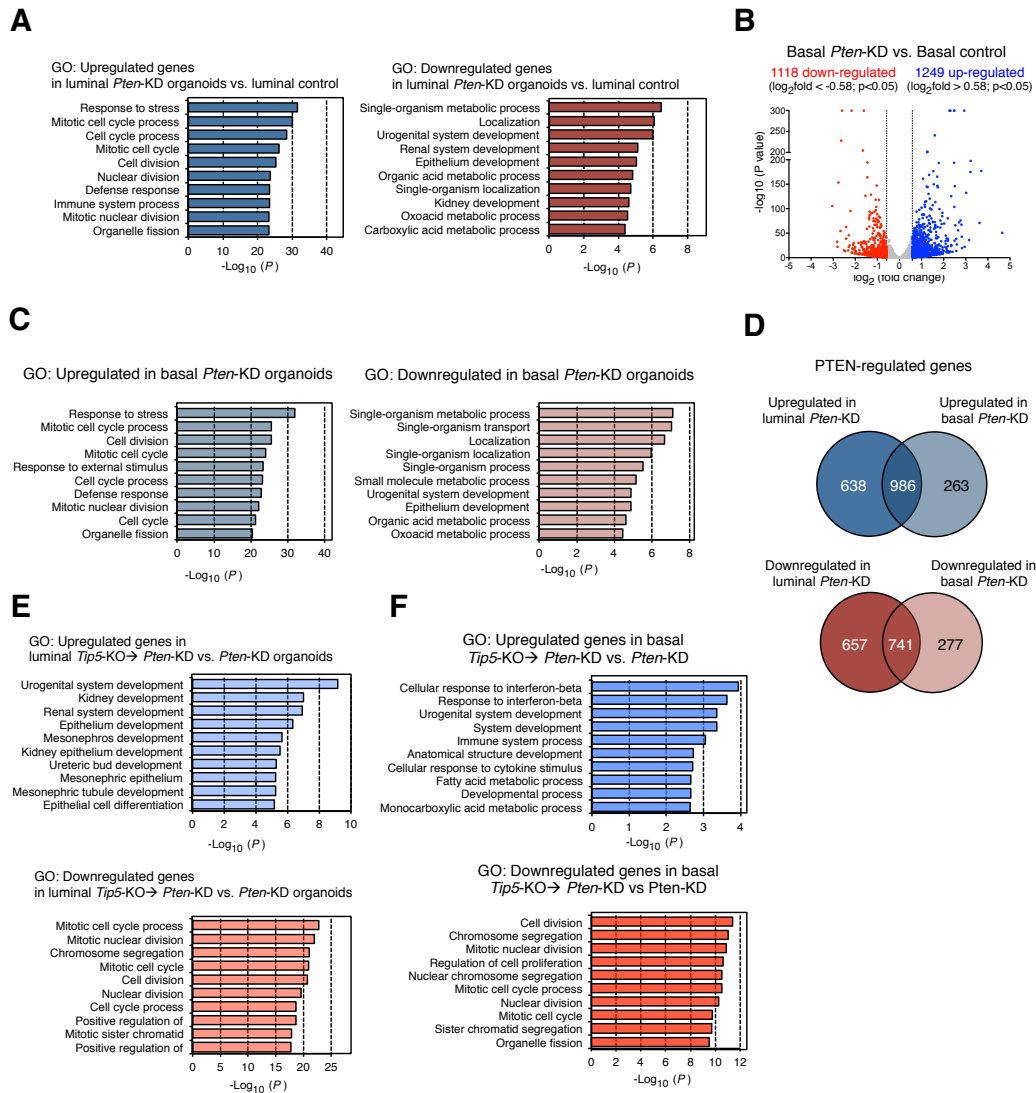 A
GO: Upregulated genes
in luminal Pten-KD organoids vs. luminal control
Response to stress
Mitotic cell cycle process
Cell cycle process
Mitotic cell cycle
Cell division
Nuclear division
Defense response
Immune system process
Mitotic nuclear division
Organelle fission
0 10 20 30 40
-Log10 (P)
GO: Downregulated genes
in luminal Pten-KD organoids vs. luminal control
Single-organism metabolic process
Localization
Urogenital system development
Renal system development
Epithelium development
Organic acid metabolic process
Single-organism localization
Kidney development
Oxoacid metabolic process
Carboxylic acid metabolic process
0 2 4 6 8
-Log10 (P)
B
Basal Pten-KD vs. Basal control
1118 down-regulated 1249 up-regulated
(log2fold < -0.58; p<0.05) (log2fold > 0.58; p<0.05)
-log10 (P value)
300
250
200
200
150
100
50
0
-5 -4 -3 -2 -1 0 1 2 3 4 5
log2 (fold change)
C
GO: Upregulated in basal Pten-KD organoids
Response to stress
Mitotic cell cycle process
Cell division
Mitotic cell cycle
Response to external stimulus
Cell cycle process
Defense response
Mitotic nuclear division
Cell cycle
Organelle fission
0 10 20 30 40
-Log10 (P)
GO: Downregulated in basal Pten-KD organoids
Single-organism metabolic process
Single-organism transport
Localization
Single-organism localization
Single-organism process
Small molecule metabolic process
Urogenital system development
Epithelium development
Organic acid metabolic process
Oxoacid metabolic process
0 2 4 6 8
-Log10 (P)
D
PTEN-regulated genes
Upregulated in
luminal Pten-KD
Upregulated in
basal Pten-KD
638 986 263
Downregulated in
luminal Pten-KD
Downregulated in
basal Pten-KD
657 741 277
E
GO: Upregulated genes in
luminal Tip5-KO→ Pten-KD vs. Pten-KD organoids
Urogenital system development
Kidney development
Renal system development
Epithelium development
Mesonephros development
Kidney epithelium development
Ureteric bud development
Mesonephric epithelium
Mesonephric tubule development
Epithelial cell differentiation
0 2 4 6 8 10
-Log10 (P)
GO: Downregulated genes
in luminal Tip5-KO→ Pten-KD vs. Pten-KD organoids
Mitotic cell cycle process
Mitotic nuclear division
Chromosome segregation
Mitotic cell cycle
Cell division
Nuclear division
Cell cycle process
Positive regulation of
Mitotic sister chromatid
Positive regulation of
0 5 10 15 20 25
-Log10 (P)
F
GO: Upregulated genes in basal
Tip5-KO→ Pten-KD vs. Pten-KD
Cellular response to interferon-beta
Response to interferon-beta
Urogenital system development
System development
Immune system process
Anatomical structure development
Cellular response to cytokine stimulus
Fatty acid metabolic process
Developmental process
Monocarboxylic acid metabolic process
0 1 2 3 4
-Log10 (P)
GO: Downregulated genes in basal
Tip5-KO→ Pten-KD vs Pten-KD
Cell division
Chromosome segregation
Mitotic nuclear division
Regulation of cell proliferation
Nuclear chromosome segregation
Mitotic cell cycle process
Nuclear division
Mitotic cell cycle
Sister chromatid segregation
Organelle fission
0 2 4 6 8 10 12
-Log10 (P)